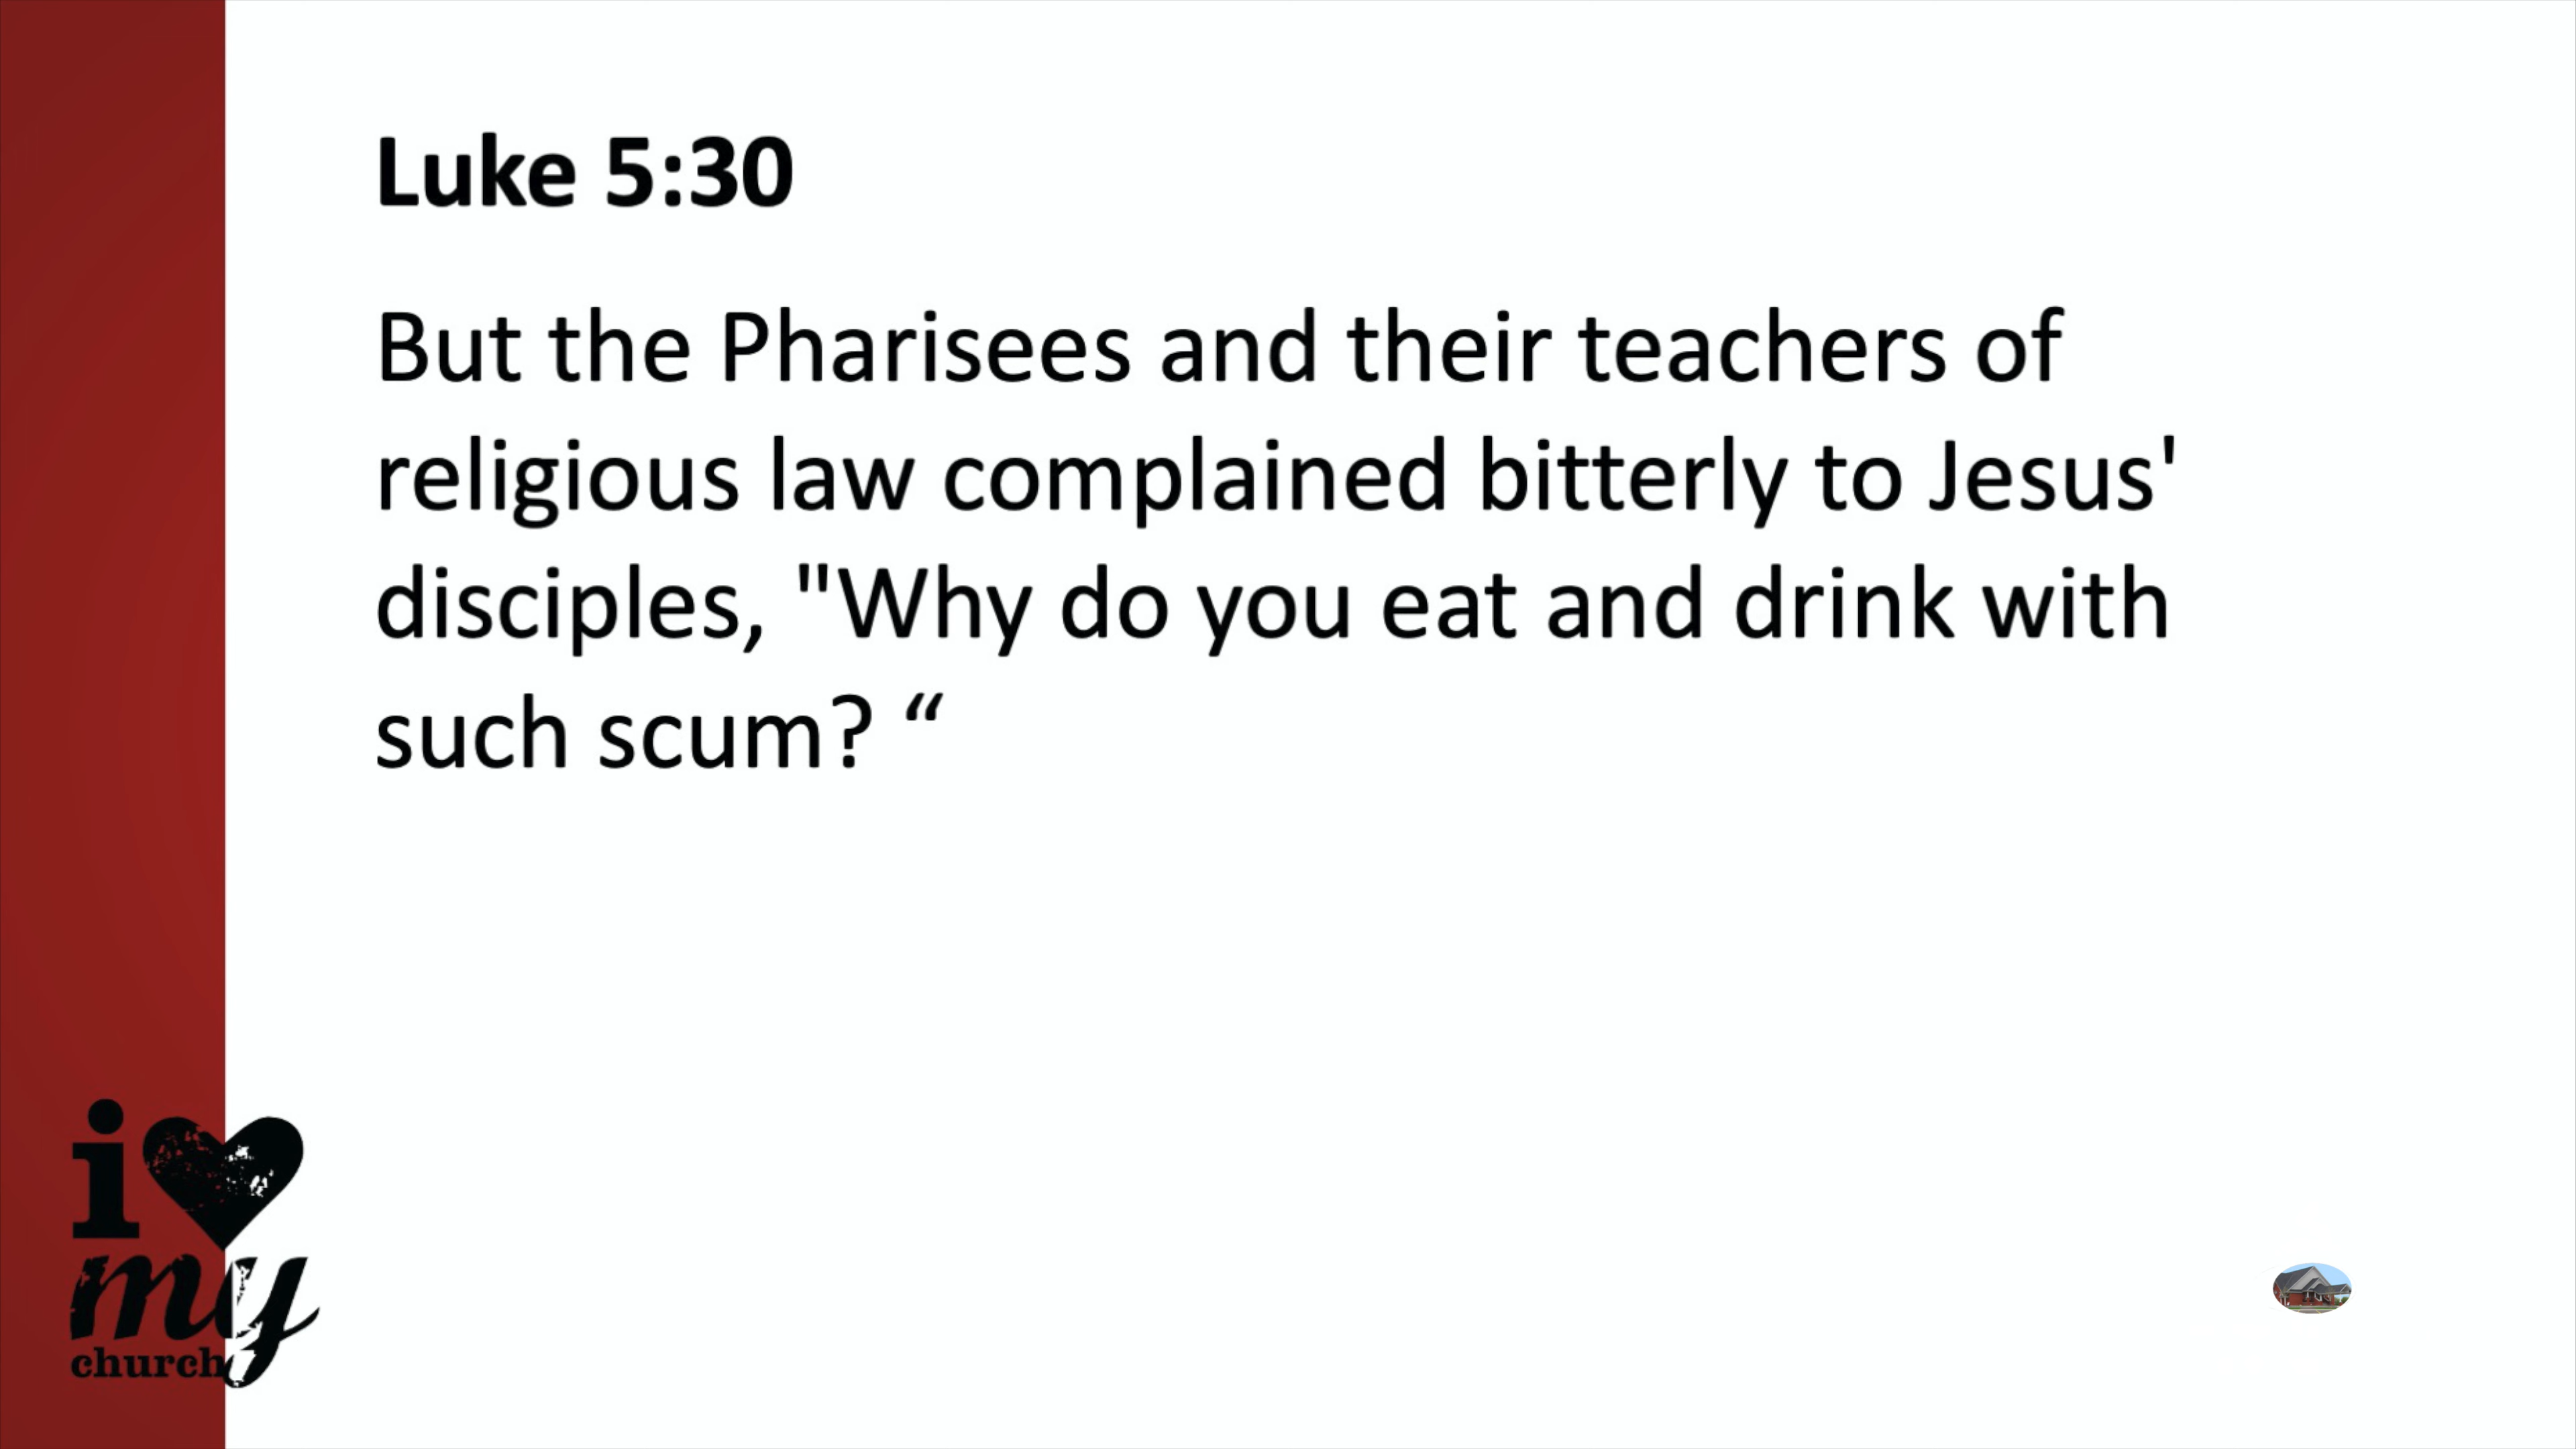 Luke 5:30
But the Pharisees and their teachers of
religious law complained bitterly to Jesus'
disciples, "Why do you eat and drink with
such scum? “
i
my
church